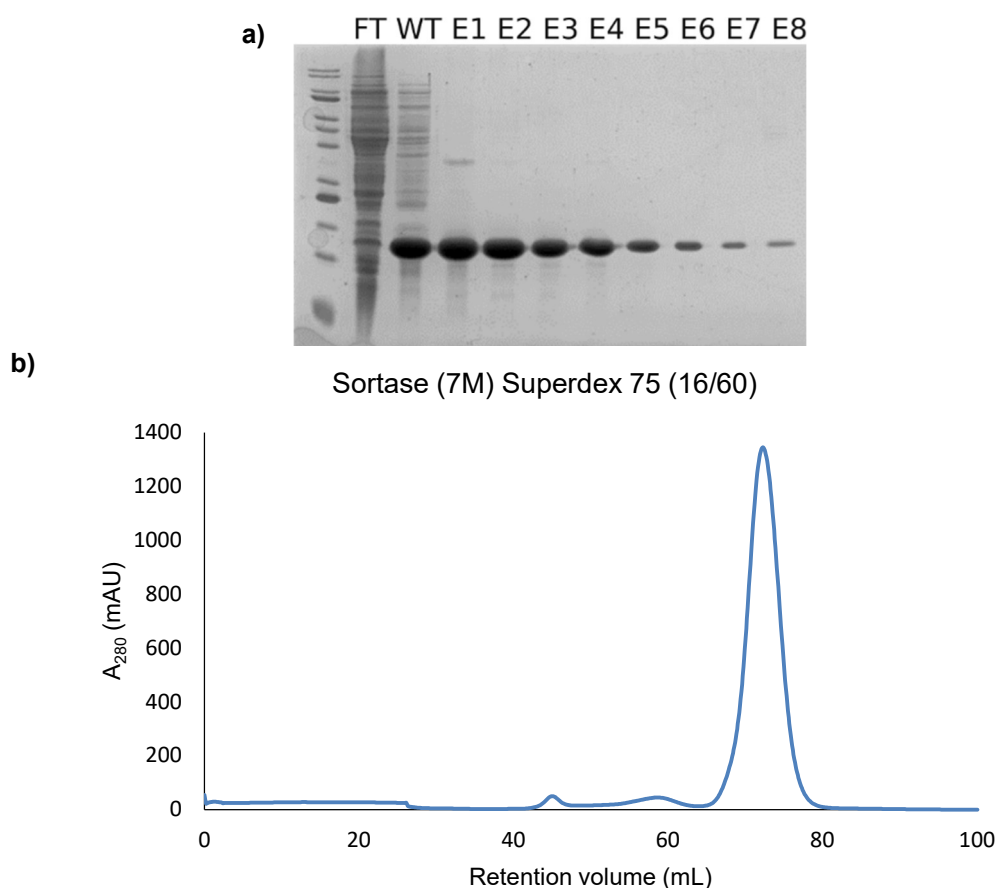 a)
FT WT E1 E2 E3 E4 E5 E6 E7 E8
b)
Sortase (7M) Superdex 75 (16/60)
1400
1200
1000
800
600
400
200
0
A280 (mAU)
0 20 40 60 80 100
Retention volume (mL)